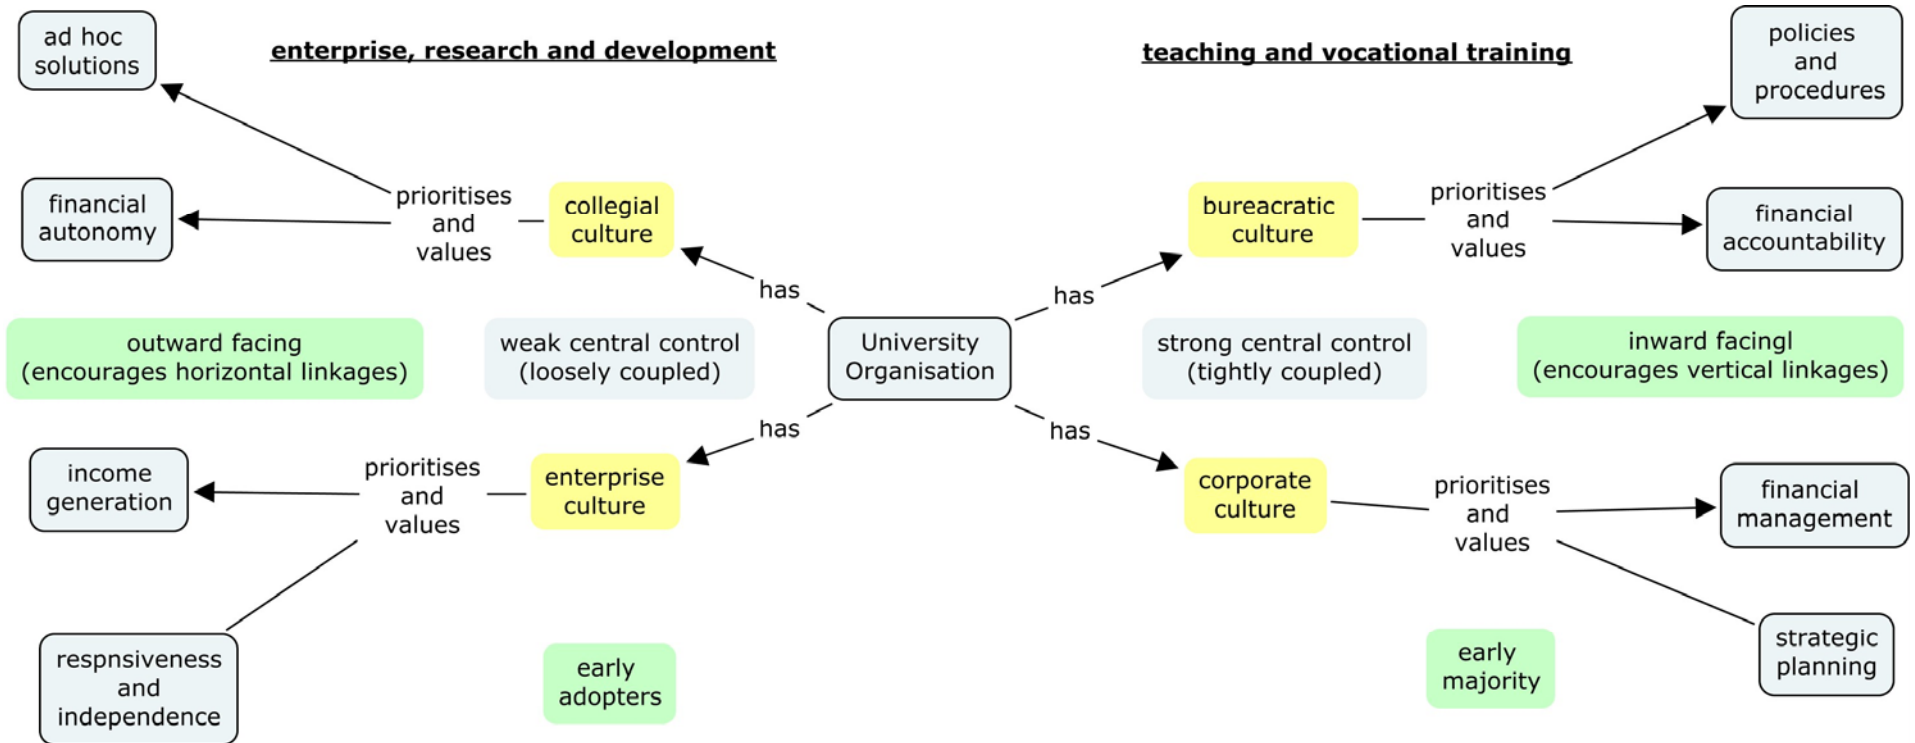 enterprise, research and development
teaching and vocational training
ad hoc
solutions
policies
and
procedures
financial
autonomy
prioritises
and
values
collegial
culture
bureacratic
culture
prioritises
and
values
financial
accountability
has
has
outward facing
(encourages horizontal linkages)
weak central control
(loosely coupled)
University
Organisation
strong central control
(tightly coupled)
inward facingl
(encourages vertical linkages)
has
has
income
generation
prioritises
and
values
enterprise
culture
corporate
culture
prioritises
and
values
financial
management
respnsiveness
and
independence
early
adopters
early
majority
strategic
planning